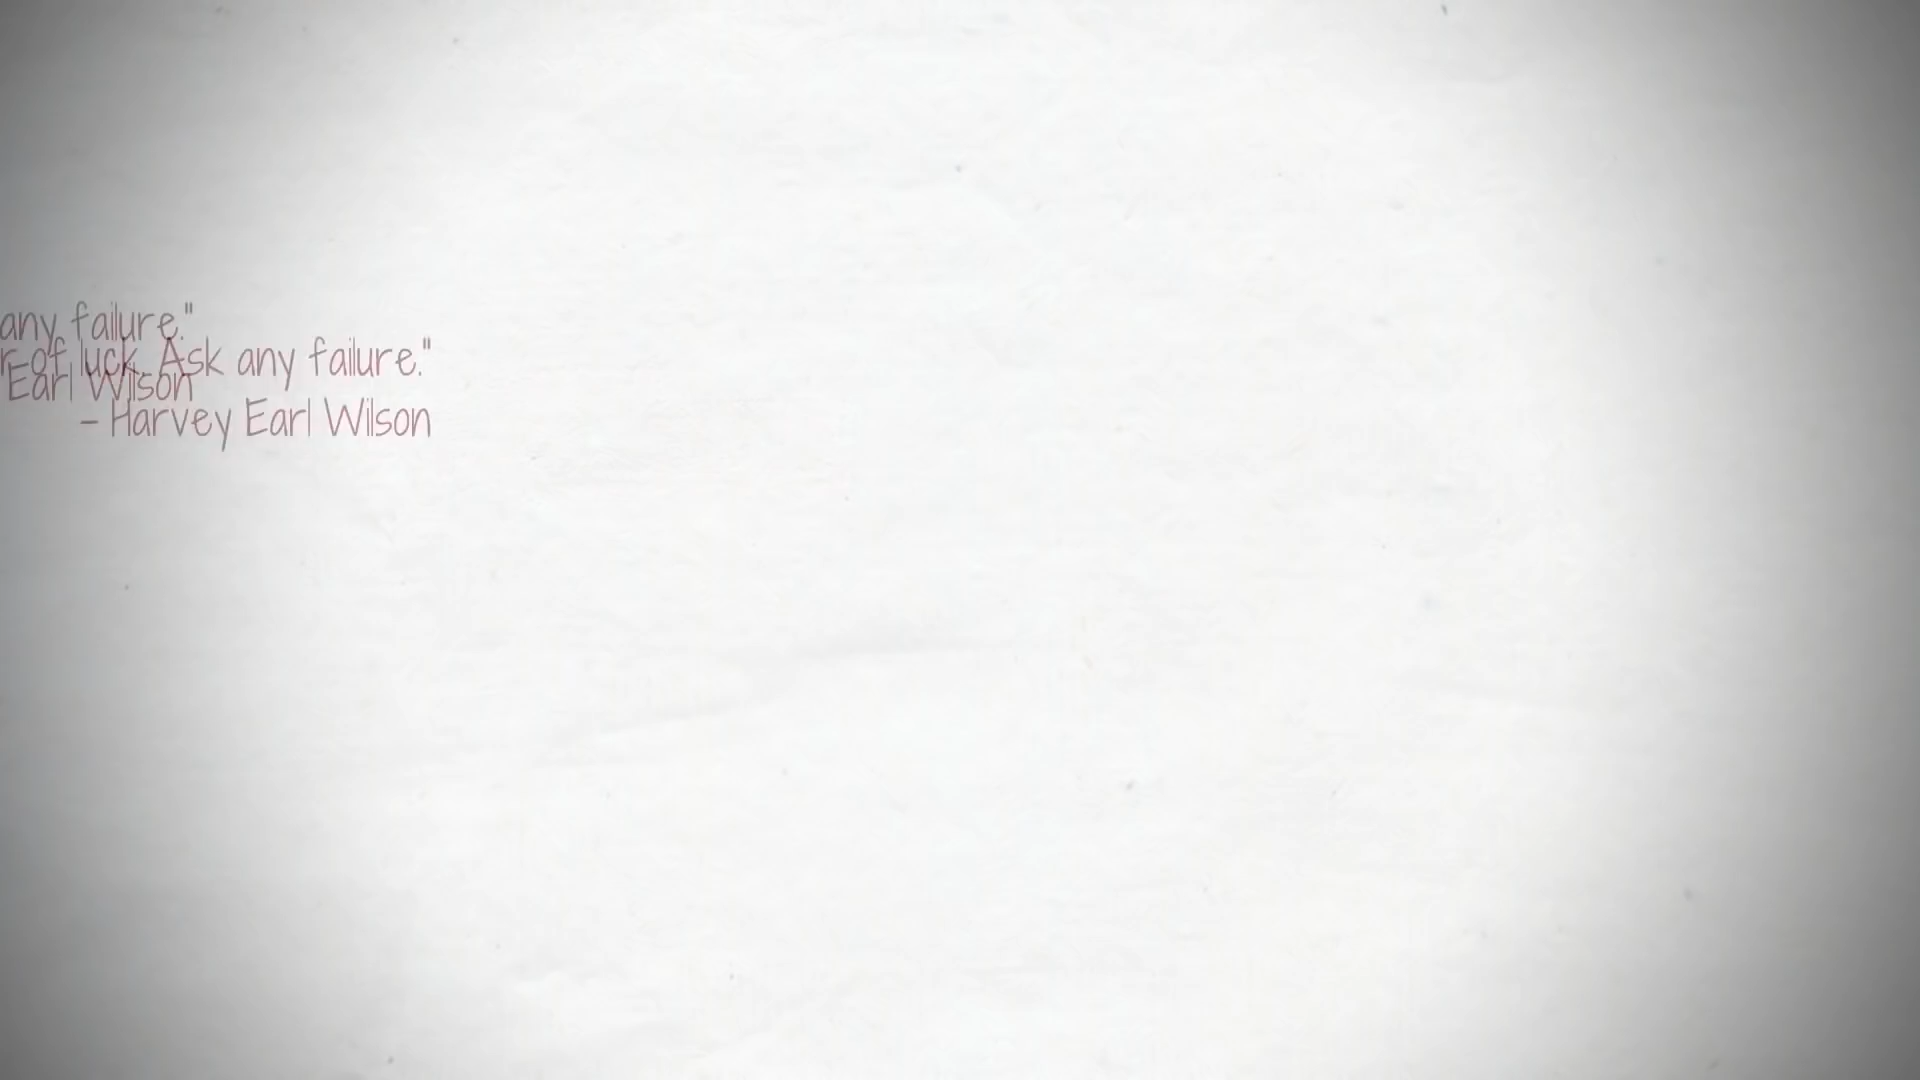 any failure."
r of luck. Ask any failure."
Earl Wilson
– Harvey Earl Wilson